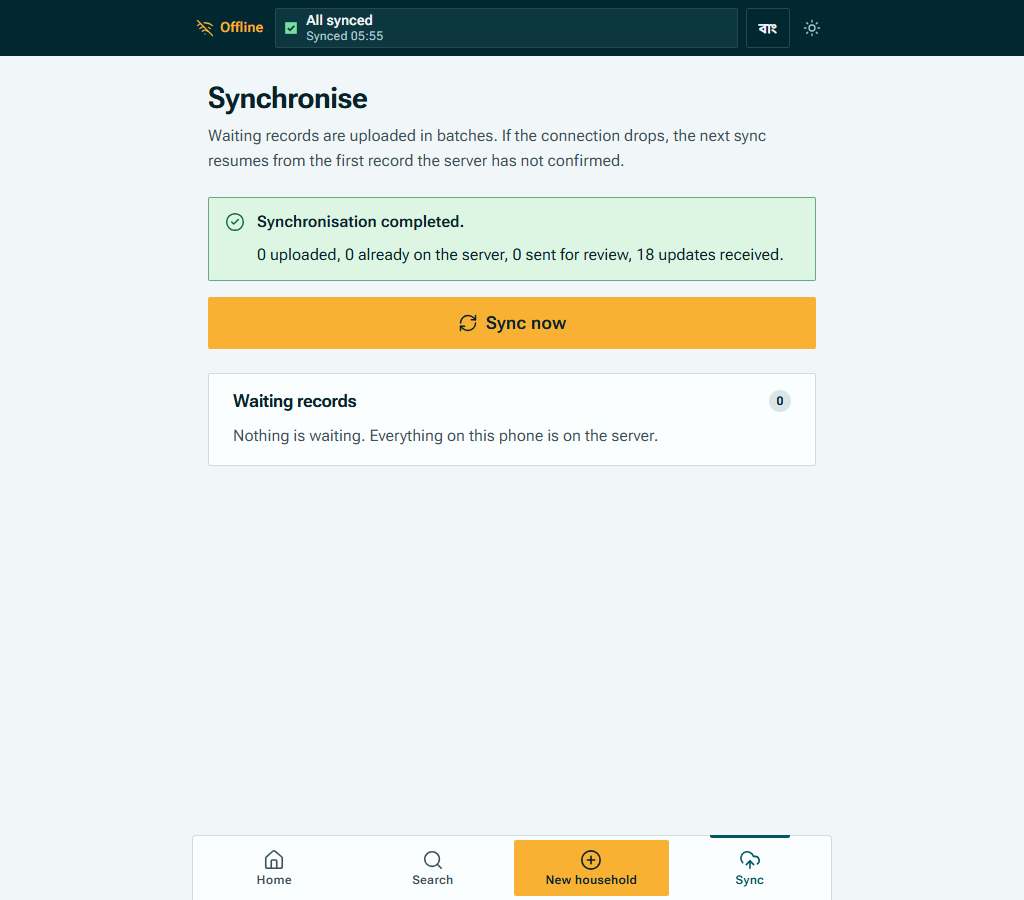 Offline
All synced
Synced 05:55
বাং
Synchronise
Waiting records are uploaded in batches. If the connection drops, the next sync
resumes from the first record the server has not confirmed.
Synchronisation completed.
0 uploaded, 0 already on the server, 0 sent for review, 18 updates received.
Sync now
Waiting records 0
Nothing is waiting. Everything on this phone is on the server.
Home Search New household Sync